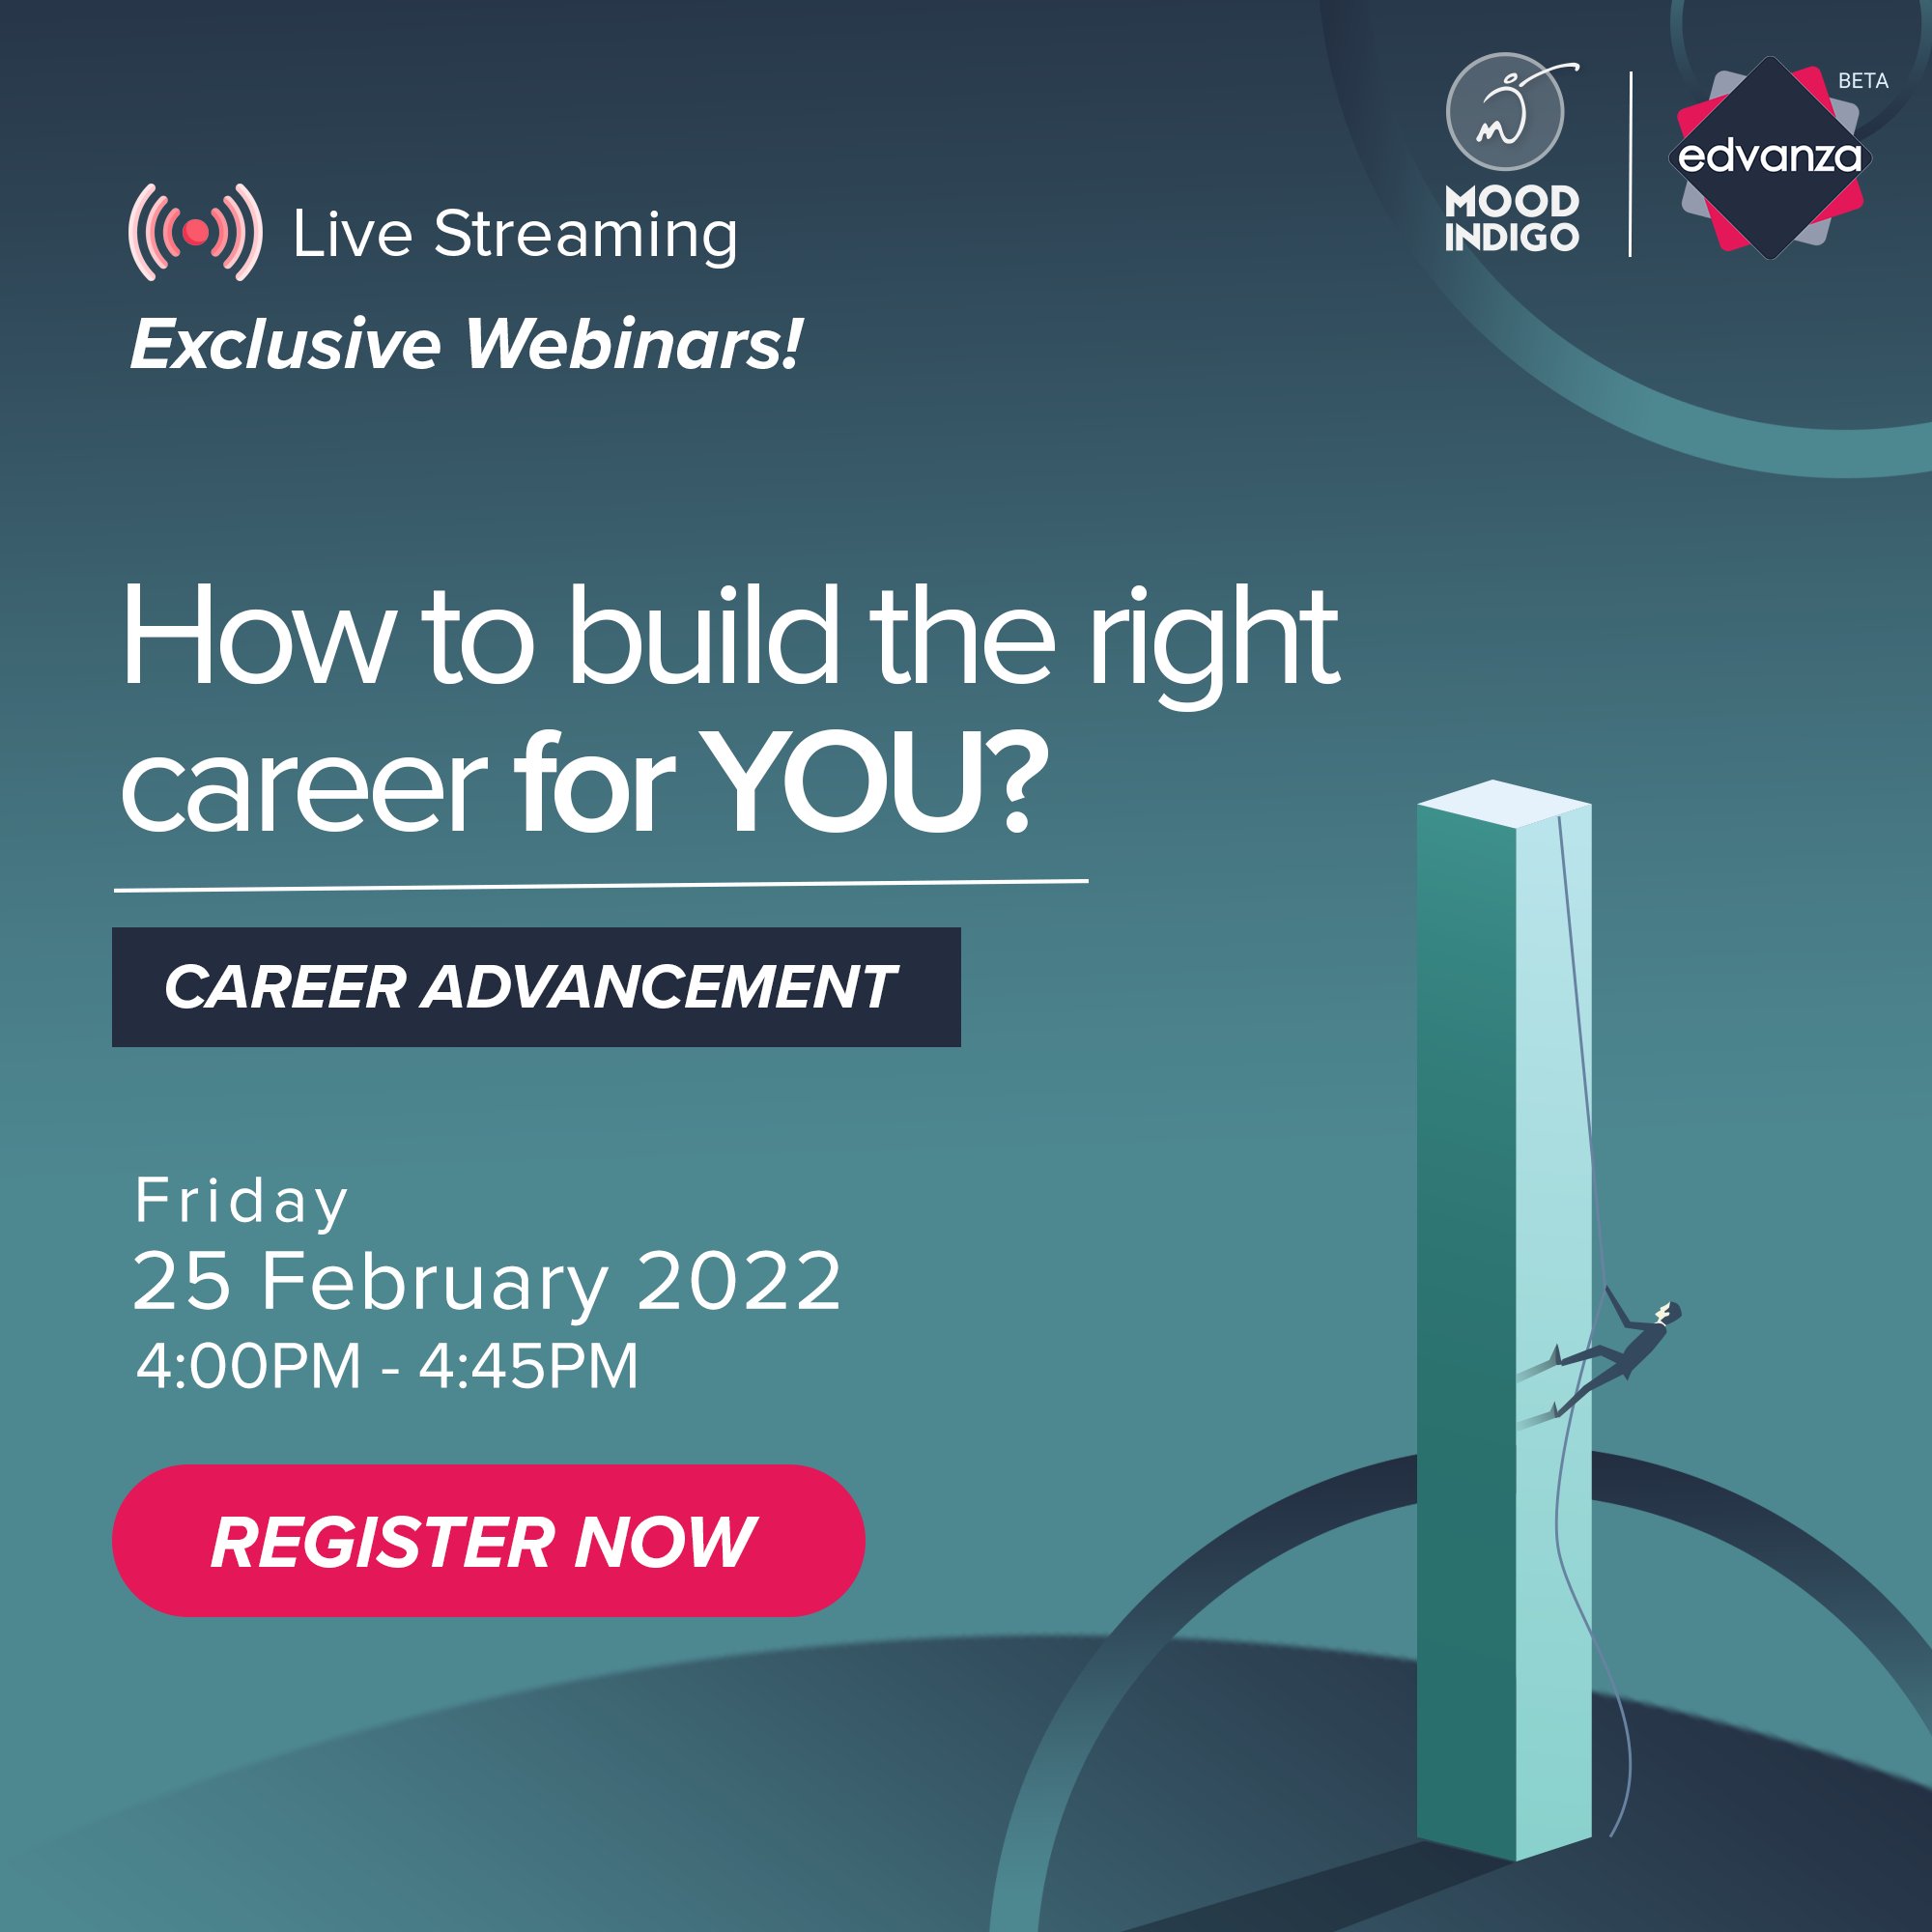 MOOD
INDIGO
BETA
edvanza
Live Streaming
Exclusive Webinars!
How to build the right
career for YOU?
CAREER ADVANCEMENT
Friday
25 February 2022
4:00PM - 4:45PM
REGISTER NOW